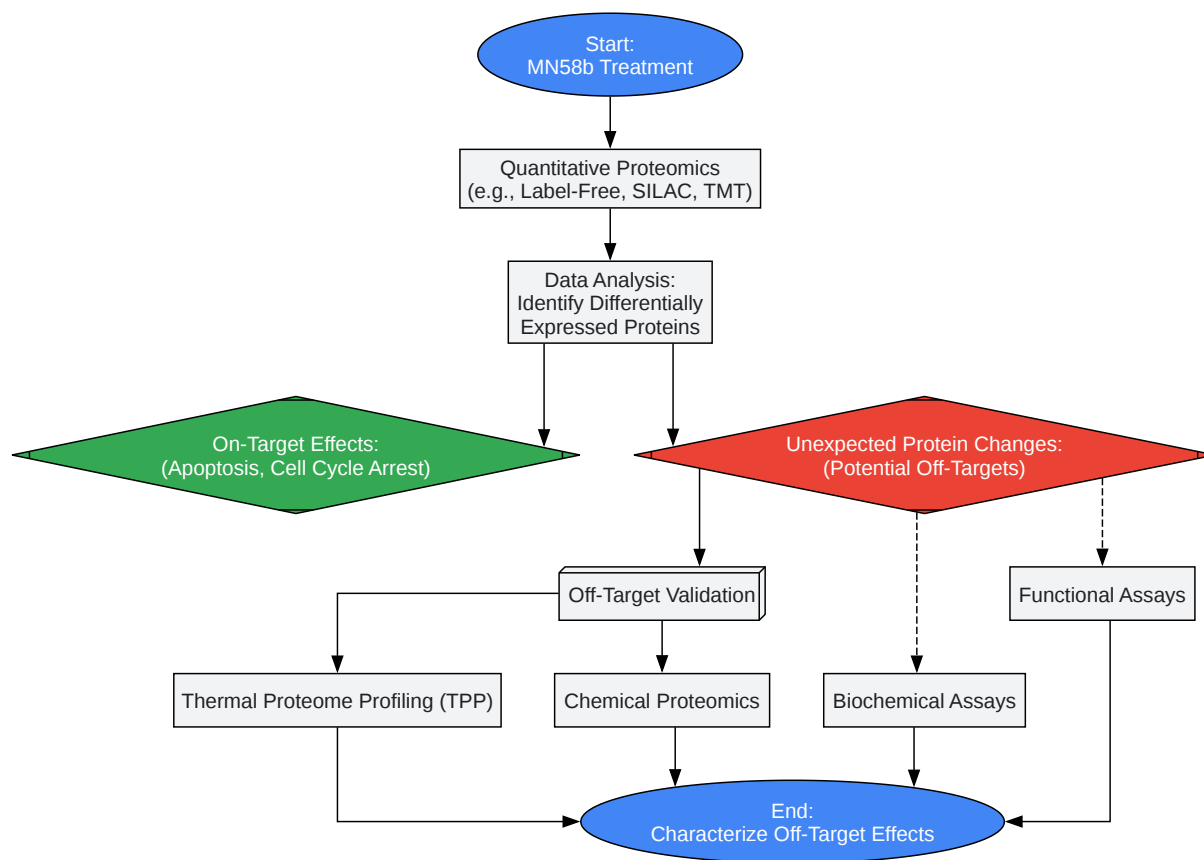 Start:
MN58b Treatment
Quantitative Proteomics
(e.g., Label-Free, SILAC, TMT)
Data Analysis:
Identify Differentially
Expressed Proteins
On-Target Effects:
(Apoptosis, Cell Cycle Arrest)
Unexpected Protein Changes:
(Potential Off-Targets)
Off-Target Validation
Functional Assays
Thermal Proteome Profiling (TPP)
Chemical Proteomics
Biochemical Assays
End:
Characterize Off-Target Effects